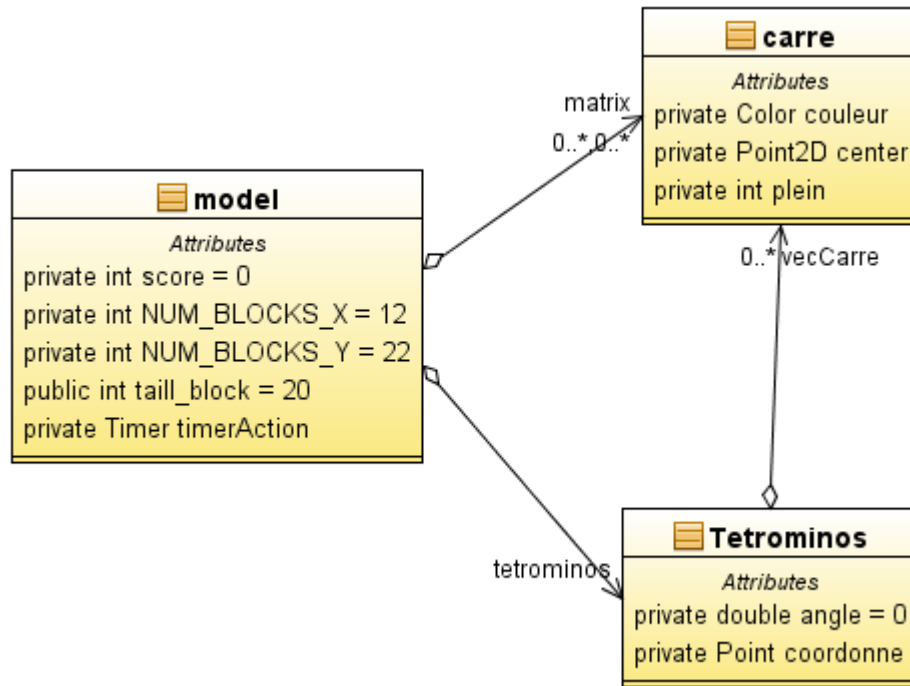 carre
Attributes
private Color couleur
private Point2D center
private int plein
matrix
0..*,0..*
model
Attributes
private int score = 0
private int NUM_BLOCKS_X = 12
private int NUM_BLOCKS_Y = 22
public int taill_block = 20
private Timer timerAction
0..* vecCarre
tetrominos
Tetrominos
Attributes
private double angle = 0
private Point coordonne